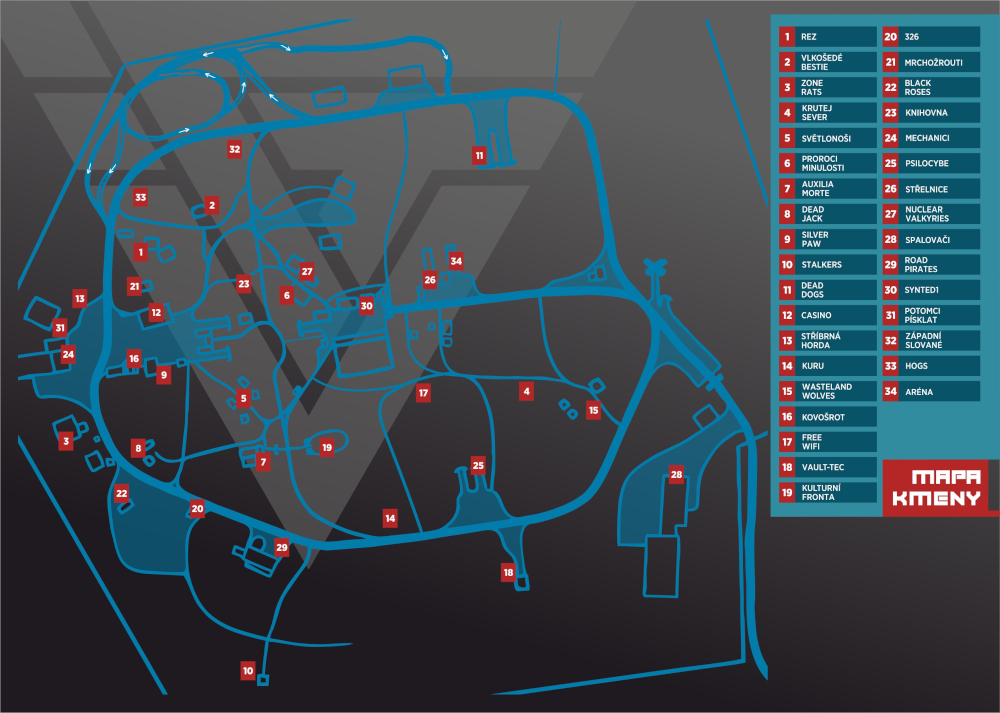 32
11
33
2
1
34
27
26
21
23
6
13
30
12
31
24
16
9
17
4
5
15
3
8
19
7
25
28
22
20
14
29
18
10
1 REZ
2 VLKOŠEDÉ
BESTIE
3 ZONE
RATS
4 KRUTEJ
SEVER
5 SVĚTLONOŠI
6 PROROCI
MINULOSTI
7 AUXILIA
MORTE
8 DEAD
JACK
9 SILVER
PAW
10 STALKERS
11 DEAD
DOGS
12 CASINO
13 STŘÍBRNÁ
HORDA
14 KURU
15 WASTELAND
WOLVES
16 KOVOŠROT
17 FREE
WIFI
18 VAULT-TEC
19 KULTURNÍ
FRONTA
20 326
21 MRCHOŽROUTI
22 BLACK
ROSES
23 KNIHOVNA
24 MECHANICI
25 PSILOCYBE
26 STŘELNICE
27 NUCLEAR
VALKYRIES
28 SPALOVAČI
29 ROAD
PIRATES
30 SYNTED1
31 POTOMCI
PÍSKLAT
32 ZÁPADNÍ
SLOVANÉ
33 HOGS
34 ARÉNA
MAPA
KMENY